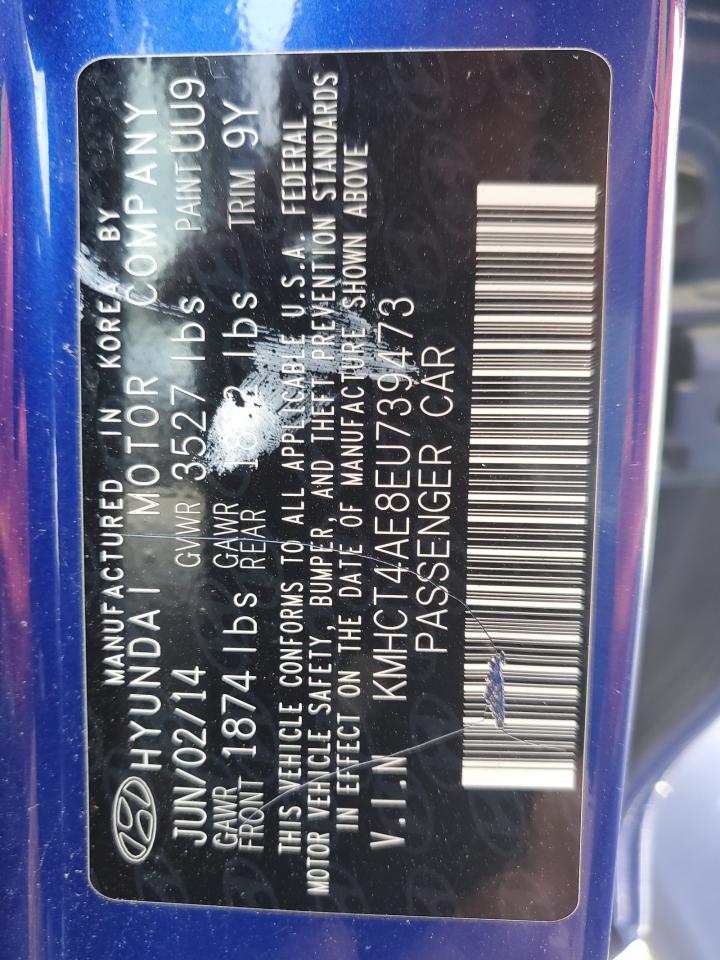 MANUFACTURED IN KOREA BY
HYUNDAI MOTOR COMPANY
JUN/02/14 GVWR 3527 lbs PAINT UU9
GAWR FRONT 1874 lbs GAWR REAR lbs TRIM 9Y
THIS VEHICLE CONFORMS TO ALL APPLICABLE U.S.A. FEDERAL
MOTOR VEHICLE SAFETY, BUMPER, AND THEFT PREVENTION STANDARDS
IN EFFECT ON THE DATE OF MANUFACTURE SHOWN ABOVE
V.I.N KMHCT4AE8EU739473
PASSENGER CAR